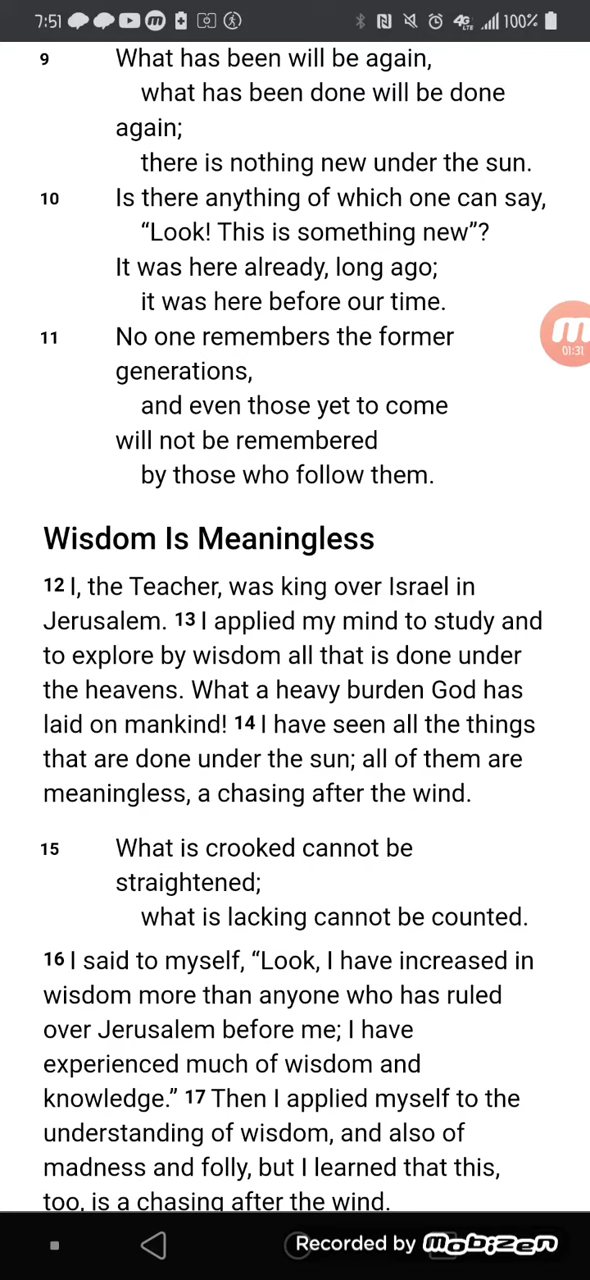 7:51 4G LTE 100%
9 What has been will be again,
what has been done will be done
again;
there is nothing new under the sun.
10 Is there anything of which one can say,
“Look! This is something new”?
It was here already, long ago;
it was here before our time.
11 No one remembers the former
generations,
and even those yet to come
will not be remembered
by those who follow them.
01:31
Wisdom Is Meaningless
12 I, the Teacher, was king over Israel in
Jerusalem. 13 I applied my mind to study and
to explore by wisdom all that is done under
the heavens. What a heavy burden God has
laid on mankind! 14 I have seen all the things
that are done under the sun; all of them are
meaningless, a chasing after the wind.
15 What is crooked cannot be
straightened;
what is lacking cannot be counted.
16 I said to myself, “Look, I have increased in
wisdom more than anyone who has ruled
over Jerusalem before me; I have
experienced much of wisdom and
knowledge.” 17 Then I applied myself to the
understanding of wisdom, and also of
madness and folly, but I learned that this,
too, is a chasing after the wind.
Recorded by mobizen